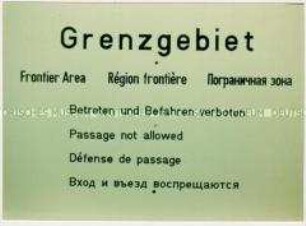 Grenzgebiet
Frontier Area Région frontière Пограничная зона
Betreten und Befahren verboten
Passage not allowed
Défense de passage
Вход и въезд воспрещаются